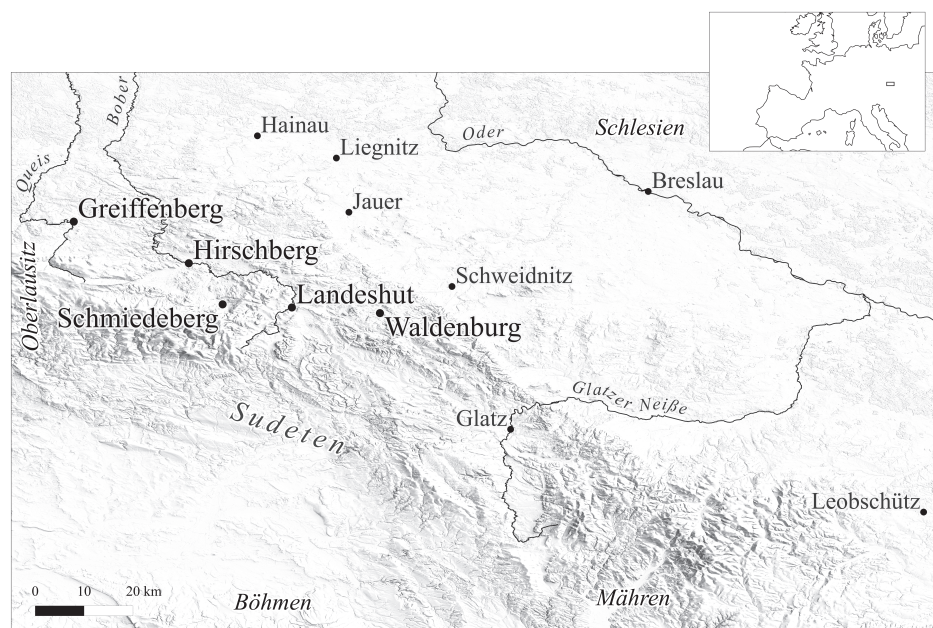 Bober
Hainau
Oder
Schlesien
Liegnitz
Queis
Breslau
Greiffenberg
Jauer
Hirschberg
Oberlausitz
Schweidnitz
Landeshut
Schmiedeberg
Waldenburg
Glatzer Neiße
Sudeten
Glatz
Leobschütz
0 10 20 km
Böhmen
Mähren